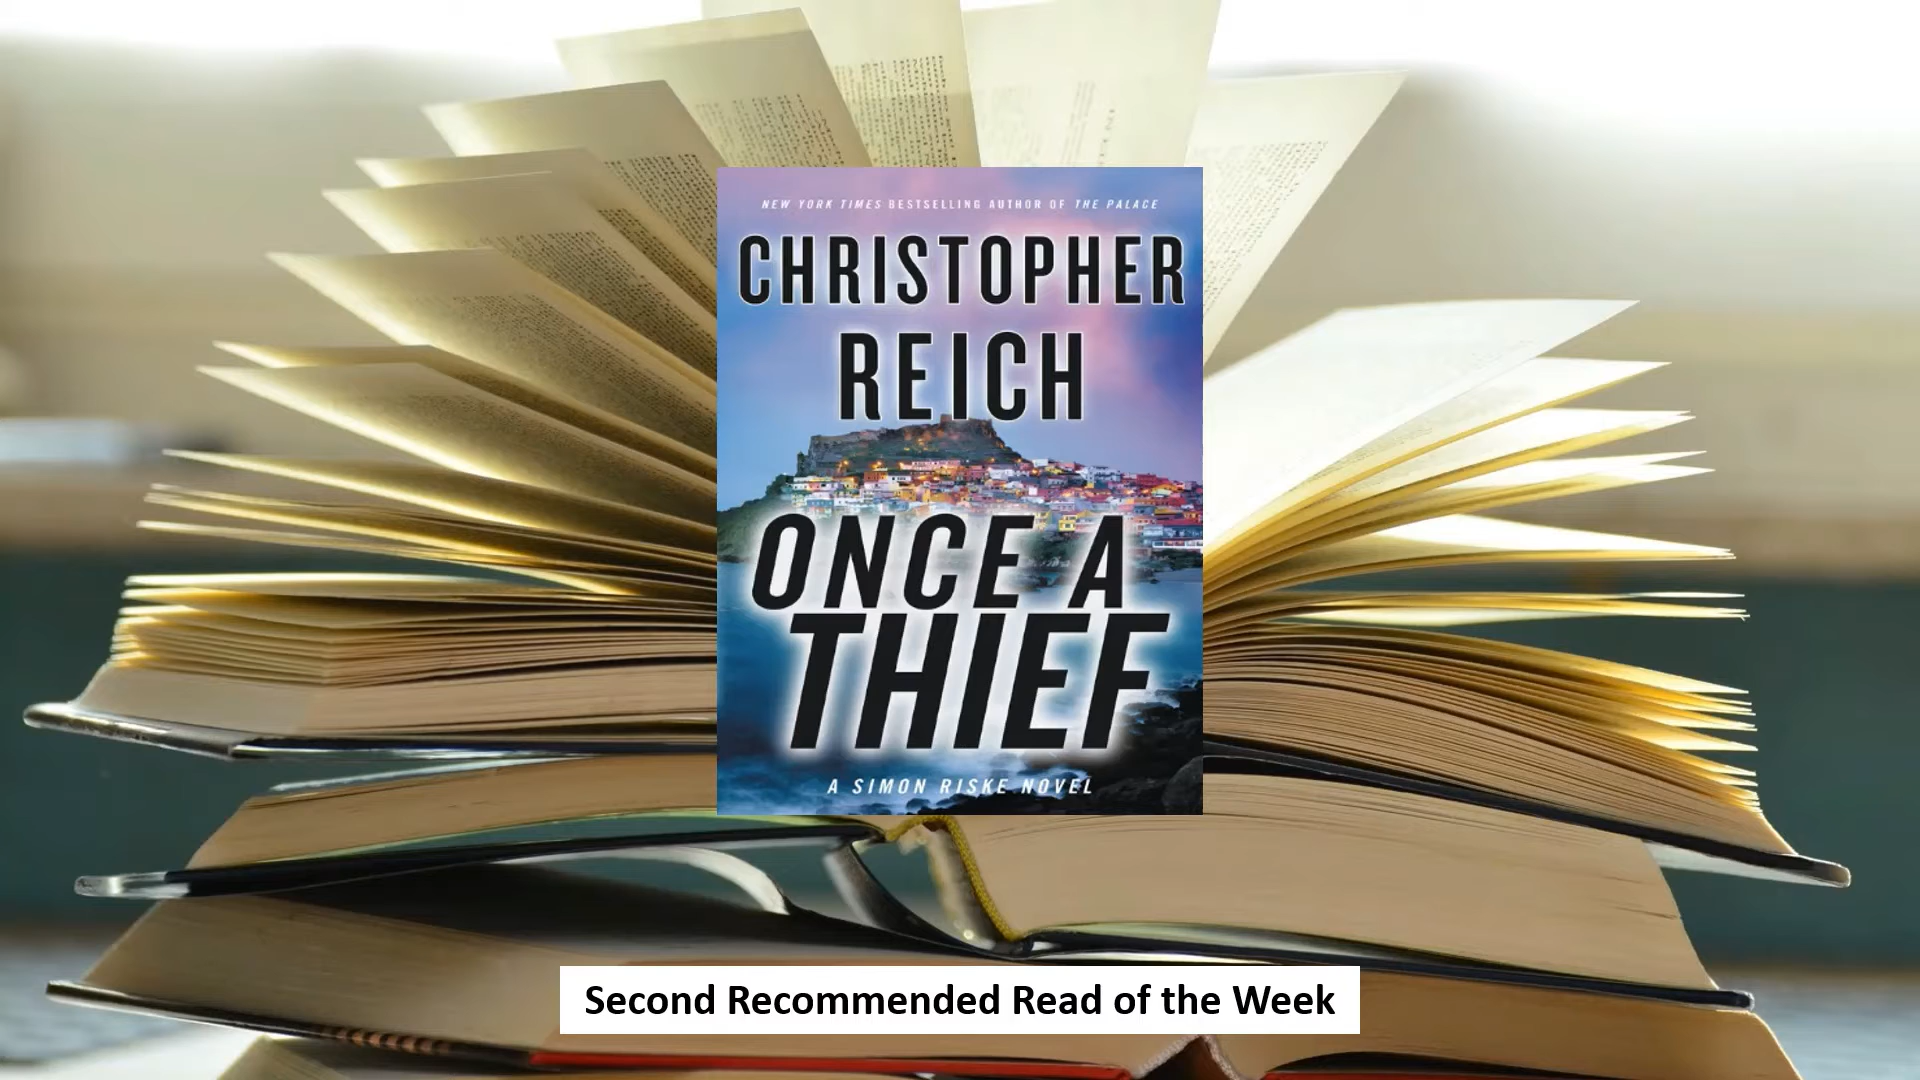 NEW YORK TIMES BESTSELLING AUTHOR OF THE PALACE
CHRISTOPHER
REICH
ONCE A
THIEF
A SIMON RISKE NOVEL
Second Recommended Read of the Week